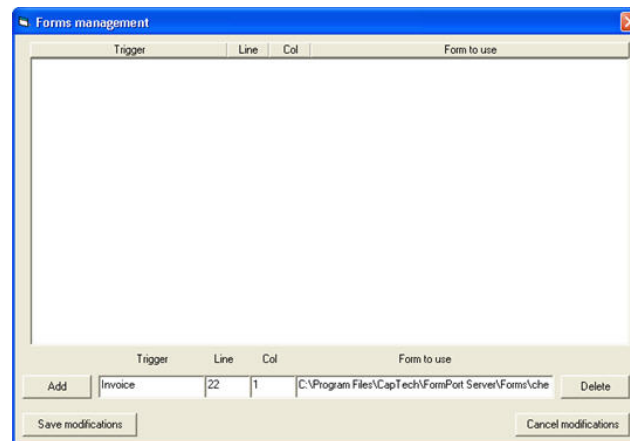 Forms management
Trigger Line Col Form to use
Trigger Line Col Form to use
Add Invoice 22 1 C:\Program Files\CapTech\FormPort Server\Forms\che Delete
Save modifications Cancel modifications